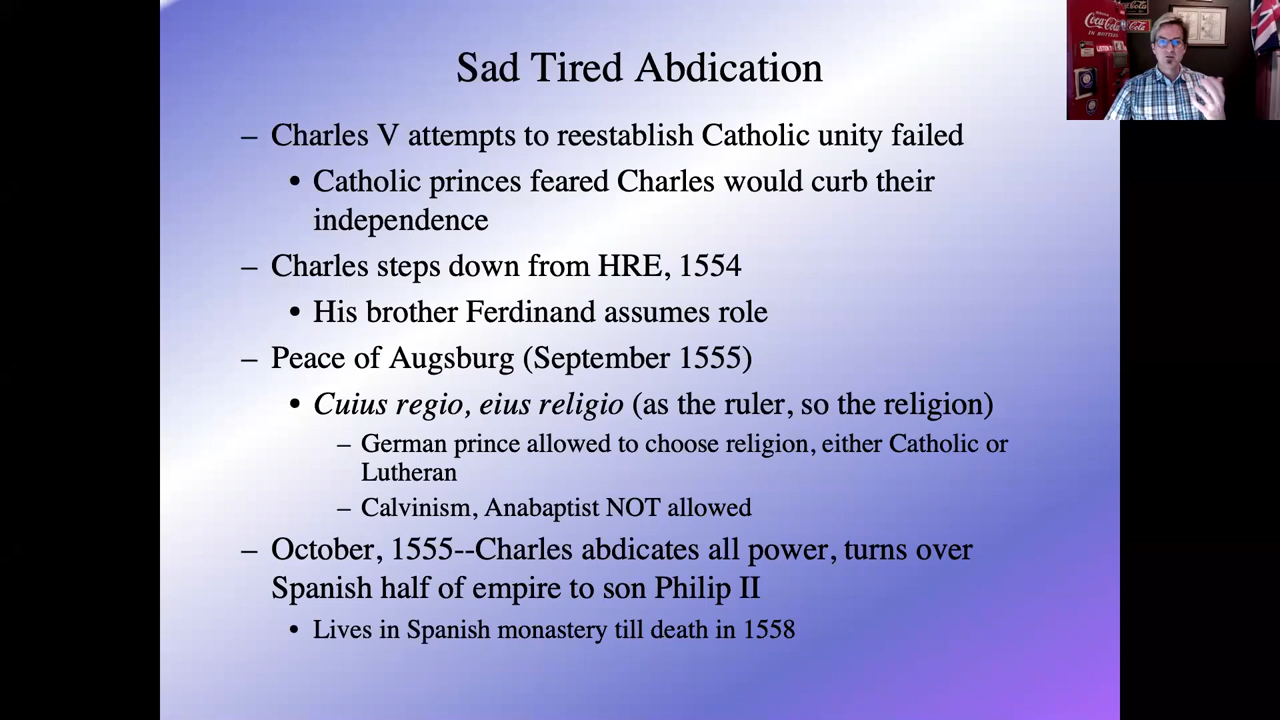 Sad Tired Abdication
– Charles V attempts to reestablish Catholic unity failed
• Catholic princes feared Charles would curb their
independence
– Charles steps down from HRE, 1554
• His brother Ferdinand assumes role
– Peace of Augsburg (September 1555)
• Cuius regio, eius religio (as the ruler, so the religion)
– German prince allowed to choose religion, either Catholic or
Lutheran
– Calvinism, Anabaptist NOT allowed
– October, 1555--Charles abdicates all power, turns over
Spanish half of empire to son Philip II
• Lives in Spanish monastery till death in 1558
Coca-Cola
IN BOTTLES